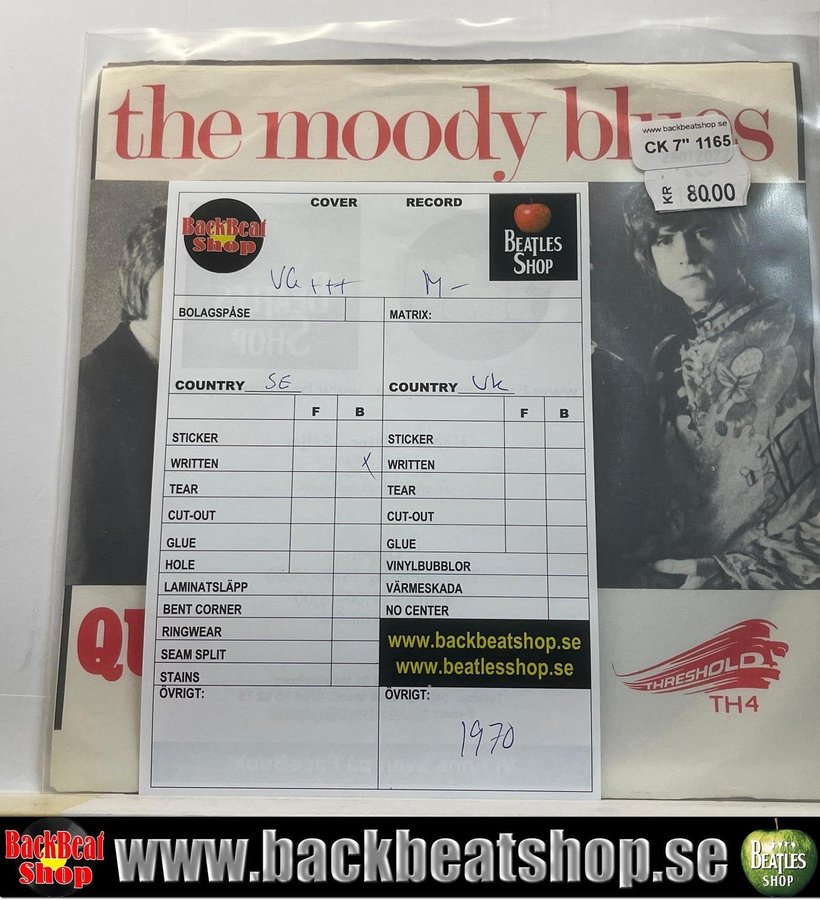 the moody blues
www.backbeatshop.se
CK 7" 1165
KR 80.00
COVER RECORD
BackBeat
Shop
BEATLES
SHOP
VG +++ M-
BOLAGSPÅSE MATRIX:
COUNTRY SE COUNTRY UK
F B F B
STICKER STICKER
WRITTEN X WRITTEN
TEAR TEAR
CUT-OUT CUT-OUT
GLUE GLUE
HOLE VINYLBUBBLOR
LAMINATSLÄPP VÄRMESKADA
BENT CORNER NO CENTER
RINGWEAR
SEAM SPLIT
STAINS
www.backbeatshop.se
www.beatlesshop.se
ÖVRIGT: ÖVRIGT:
1970
QU
THRESHOLD
TH4
BackBeat
Shop
www.backbeatshop.se
BEATLES
SHOP